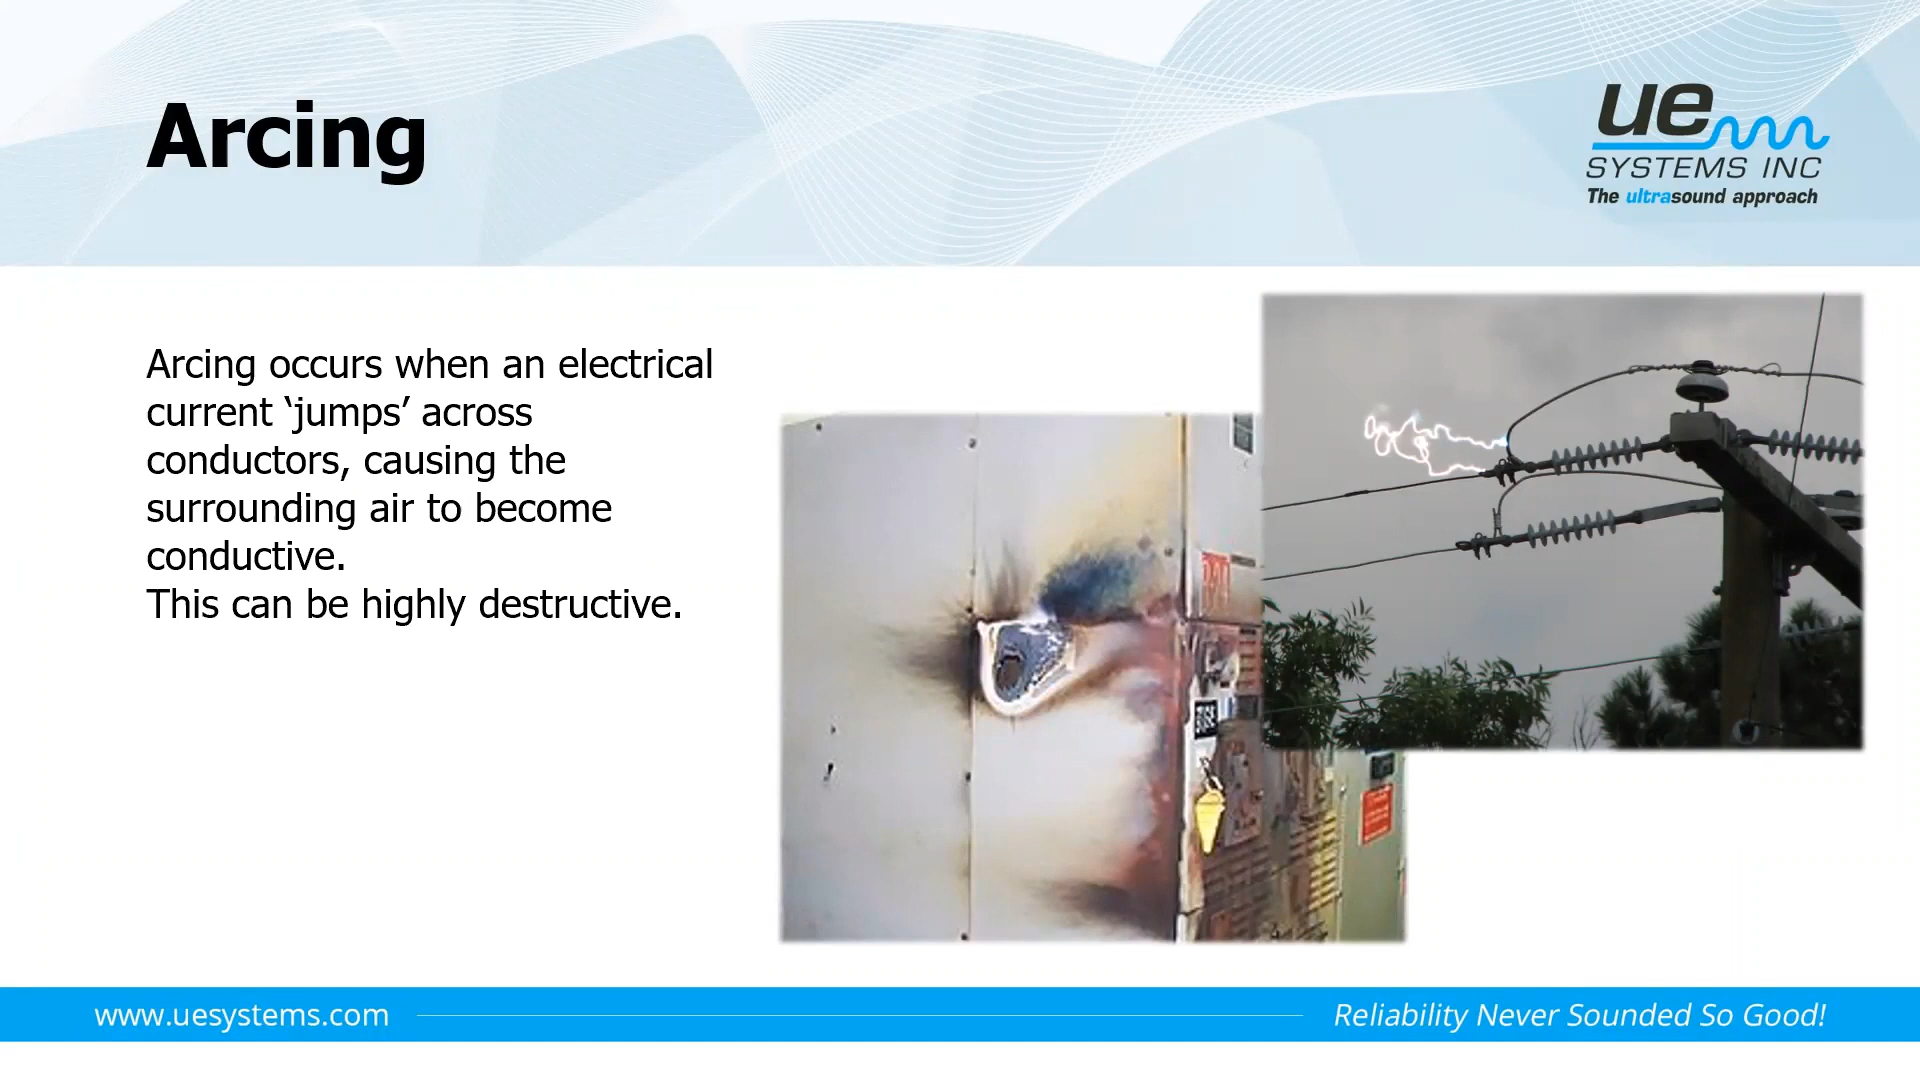 Arcing
ue
SYSTEMS INC
The ultrasound approach
Arcing occurs when an electrical
current ‘jumps’ across
conductors, causing the
surrounding air to become
conductive.
This can be highly destructive.
www.uesystems.com
Reliability Never Sounded So Good!